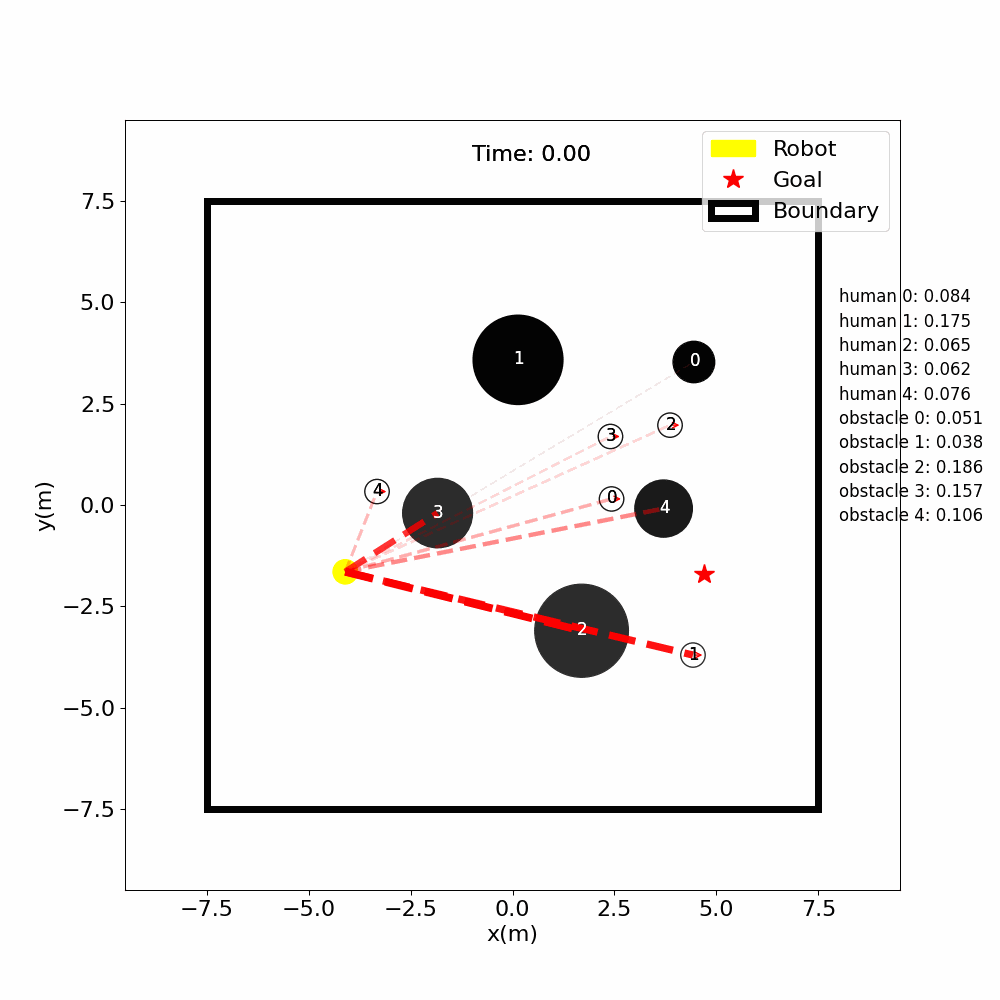 Time: 0.00
Robot
Goal
Boundary
7.5
5.0
2.5
0.0
−2.5
−5.0
−7.5
y(m)
human 0: 0.084
human 1: 0.175
human 2: 0.065
human 3: 0.062
human 4: 0.076
obstacle 0: 0.051
obstacle 1: 0.038
obstacle 2: 0.186
obstacle 3: 0.157
obstacle 4: 0.106
1
0
2
3
4
3
0
4
2
1
−7.5 −5.0 −2.5 0.0 2.5 5.0 7.5
x(m)